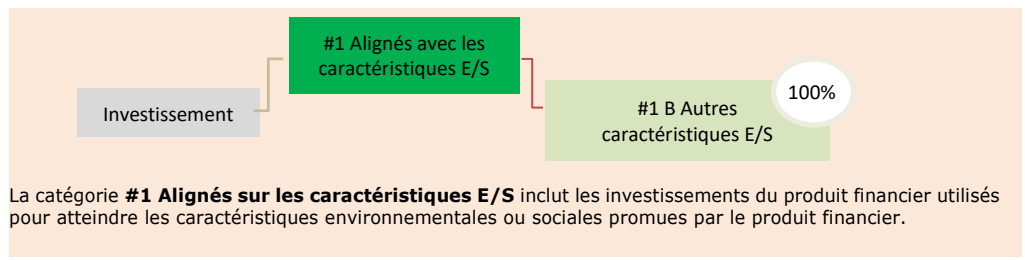 #1 Alignés avec les
caractéristiques E/S
Investissement
100%
#1 B Autres
caractéristiques E/S
La catégorie #1 Alignés sur les caractéristiques E/S inclut les investissements du produit financier utilisés
pour atteindre les caractéristiques environnementales ou sociales promues par le produit financier.